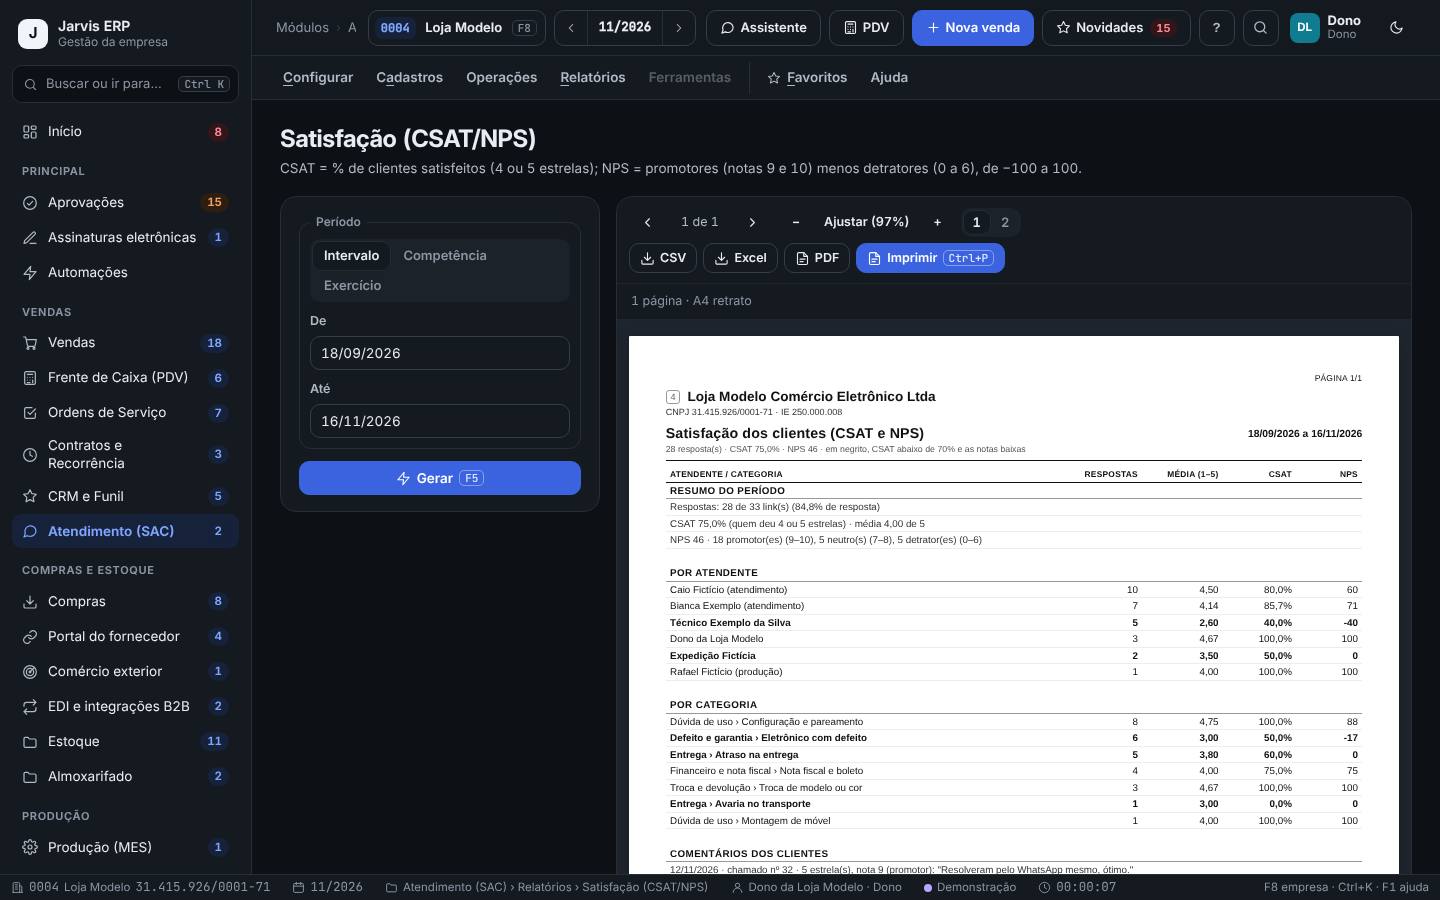 J
Jarvis ERP
Gestão da empresa
Buscar ou ir para... Ctrl K
Início 8
PRINCIPAL
Aprovações 15
Assinaturas eletrônicas 1
Automações
VENDAS
Vendas 18
Frente de Caixa (PDV) 6
Ordens de Serviço 7
Contratos e
Recorrência 3
CRM e Funil 5
Atendimento (SAC) 2
COMPRAS E ESTOQUE
Compras 8
Portal do fornecedor 4
Comércio exterior 1
EDI e integrações B2B 2
Estoque 11
Almoxarifado 2
PRODUÇÃO
Produção (MES) 1
Módulos › A 0004 Loja Modelo F8 ‹ 11/2026 › Assistente PDV + Nova venda Novidades 15 ? DL Dono
Dono
Configurar Cadastros Operações Relatórios Ferramentas Favoritos Ajuda
Satisfação (CSAT/NPS)
CSAT = % de clientes satisfeitos (4 ou 5 estrelas); NPS = promotores (notas 9 e 10) menos detratores (0 a 6), de −100 a 100.
Período
Intervalo Competência
Exercício
De
18/09/2026
Até
16/11/2026
Gerar F5
‹ 1 de 1 › − Ajustar (97%) + 1 2
CSV Excel PDF Imprimir Ctrl+P
1 página · A4 retrato
PÁGINA 1/1
4 Loja Modelo Comércio Eletrônico Ltda
CNPJ 31.415.926/0001-71 · IE 250.000.008
Satisfação dos clientes (CSAT e NPS) 18/09/2026 a 16/11/2026
28 resposta(s) · CSAT 75,0% · NPS 46 · em negrito, CSAT abaixo de 70% e as notas baixas
ATENDENTE / CATEGORIA RESPOSTAS MÉDIA (1–5) CSAT NPS
RESUMO DO PERÍODO
Respostas: 28 de 33 link(s) (84,8% de resposta)
CSAT 75,0% (quem deu 4 ou 5 estrelas) · média 4,00 de 5
NPS 46 · 18 promotor(es) (9–10), 5 neutro(s) (7–8), 5 detrator(es) (0–6)
POR ATENDENTE
Caio Fictício (atendimento) 10 4,50 80,0% 60
Bianca Exemplo (atendimento) 7 4,14 85,7% 71
Técnico Exemplo da Silva 5 2,60 40,0% -40
Dono da Loja Modelo 3 4,67 100,0% 100
Expedição Fictícia 2 3,50 50,0% 0
Rafael Fictício (produção) 1 4,00 100,0% 100
POR CATEGORIA
Dúvida de uso › Configuração e pareamento 8 4,75 100,0% 88
Defeito e garantia › Eletrônico com defeito 6 3,00 50,0% -17
Entrega › Atraso na entrega 5 3,80 60,0% 0
Financeiro e nota fiscal › Nota fiscal e boleto 4 4,00 75,0% 75
Troca e devolução › Troca de modelo ou cor 3 4,67 100,0% 100
Entrega › Avaria no transporte 1 3,00 0,0% 0
Dúvida de uso › Montagem de móvel 1 4,00 100,0% 100
COMENTÁRIOS DOS CLIENTES
12/11/2026 · chamado nº 32 · 5 estrela(s), nota 9 (promotor): "Resolveram pelo WhatsApp mesmo, ótimo."
0004 Loja Modelo 31.415.926/0001-71 11/2026 Atendimento (SAC) › Relatórios › Satisfação (CSAT/NPS) Dono da Loja Modelo · Dono Demonstração 00:00:07 F8 empresa · Ctrl+K · F1 ajuda